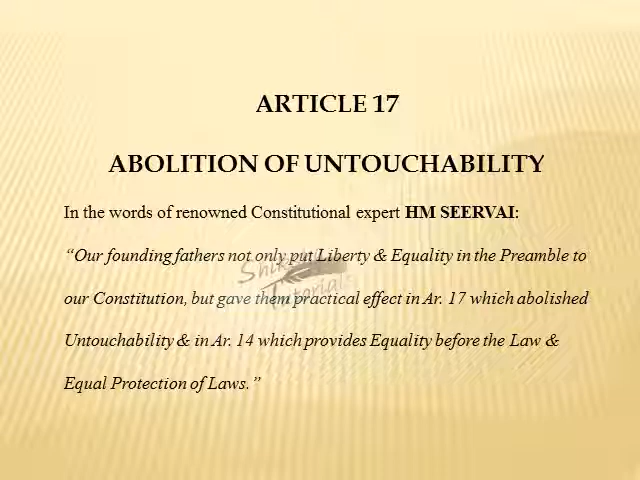 ARTICLE 17
ABOLITION OF UNTOUCHABILITY
In the words of renowned Constitutional expert HM SEERVAI:
“Our founding fathers not only put Liberty & Equality in the Preamble to
our Constitution, but gave them practical effect in Ar. 17 which abolished
Untouchability & in Ar. 14 which provides Equality before the Law &
Equal Protection of Laws.”
Tutorials